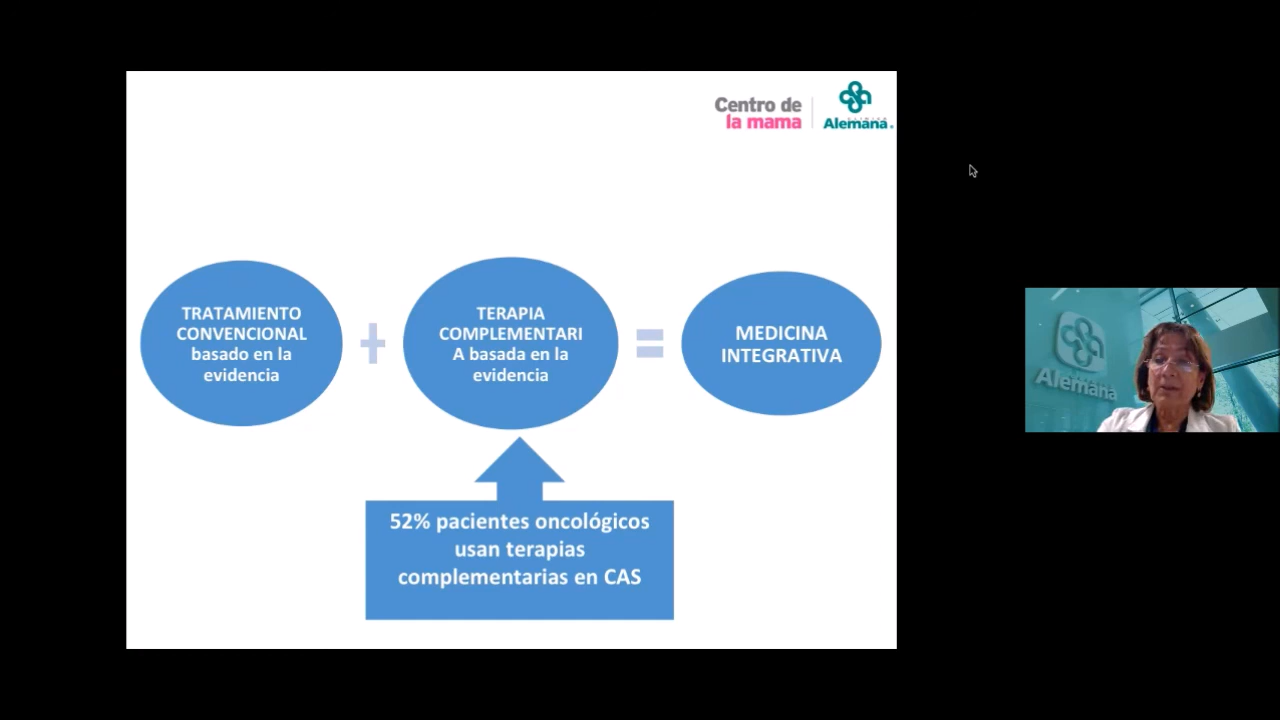 Centro de
la mama
CLINICA
Alemana
TRATAMIENTO
CONVENCIONAL
basado en la
evidencia
+
TERAPIA
COMPLEMENTARI
A basada en la
evidencia
=
MEDICINA
INTEGRATIVA
52% pacientes oncológicos
usan terapias
complementarias en CAS
Alemana